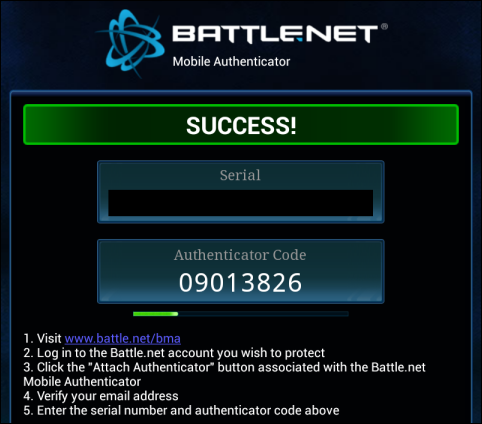 BATTLE.NET®
Mobile Authenticator
SUCCESS!
Serial
Authenticator Code
09013826
1. Visit www.battle.net/bma
2. Log in to the Battle.net account you wish to protect
3. Click the "Attach Authenticator" button associated with the Battle.net
Mobile Authenticator
4. Verify your email address
5. Enter the serial number and authenticator code above